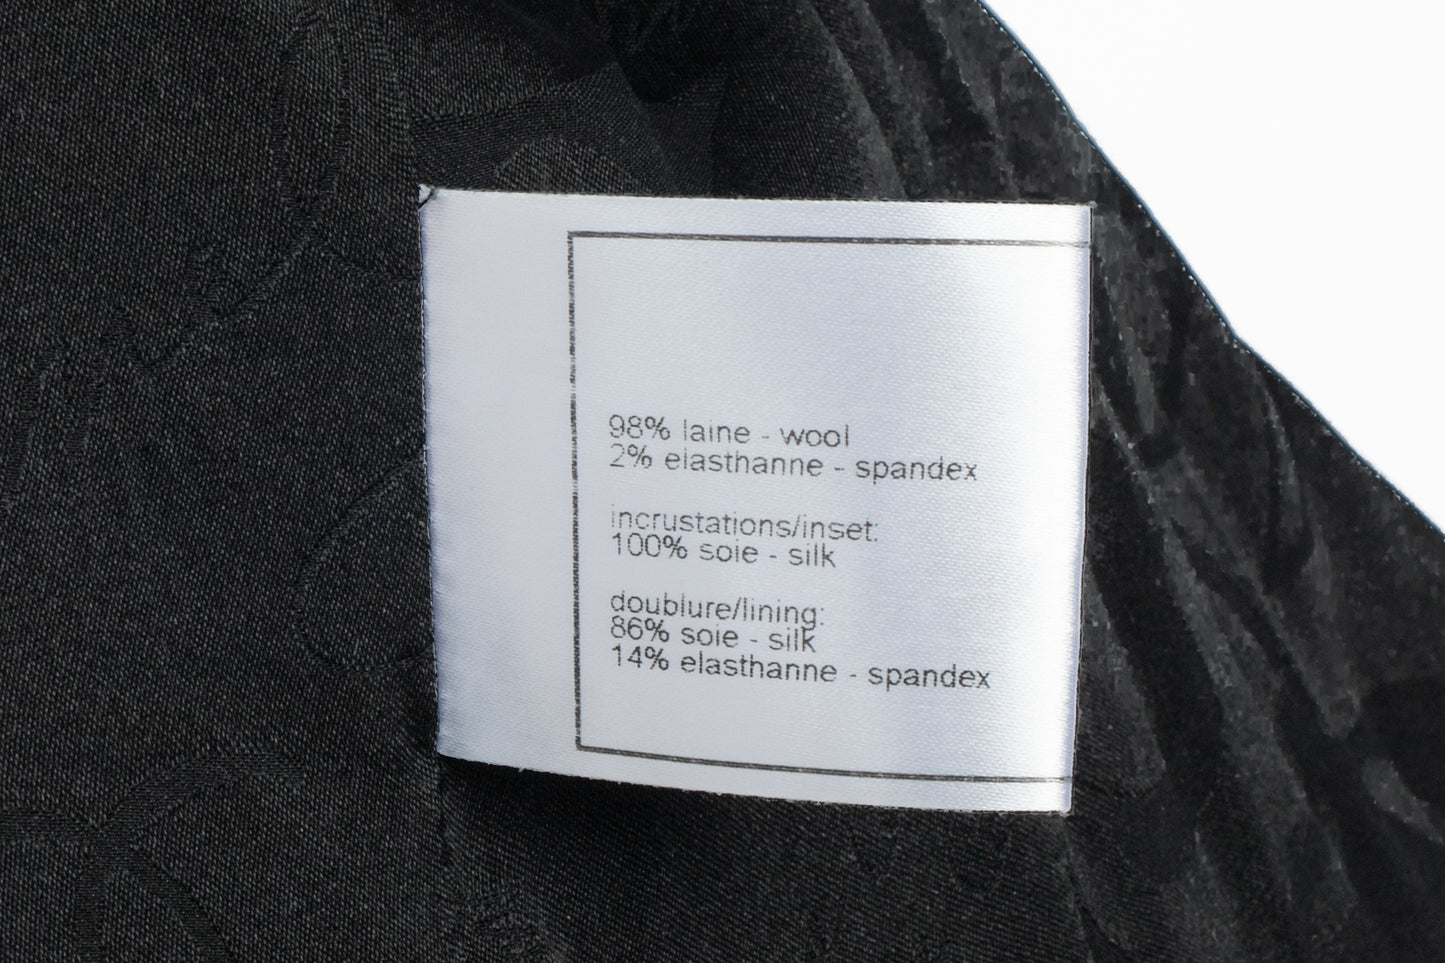 98% laine - wool
2% elasthanne - spandex
incrustations/inset:
100% soie - silk
doublure/lining:
86% soie - silk
14% elasthanne - spandex